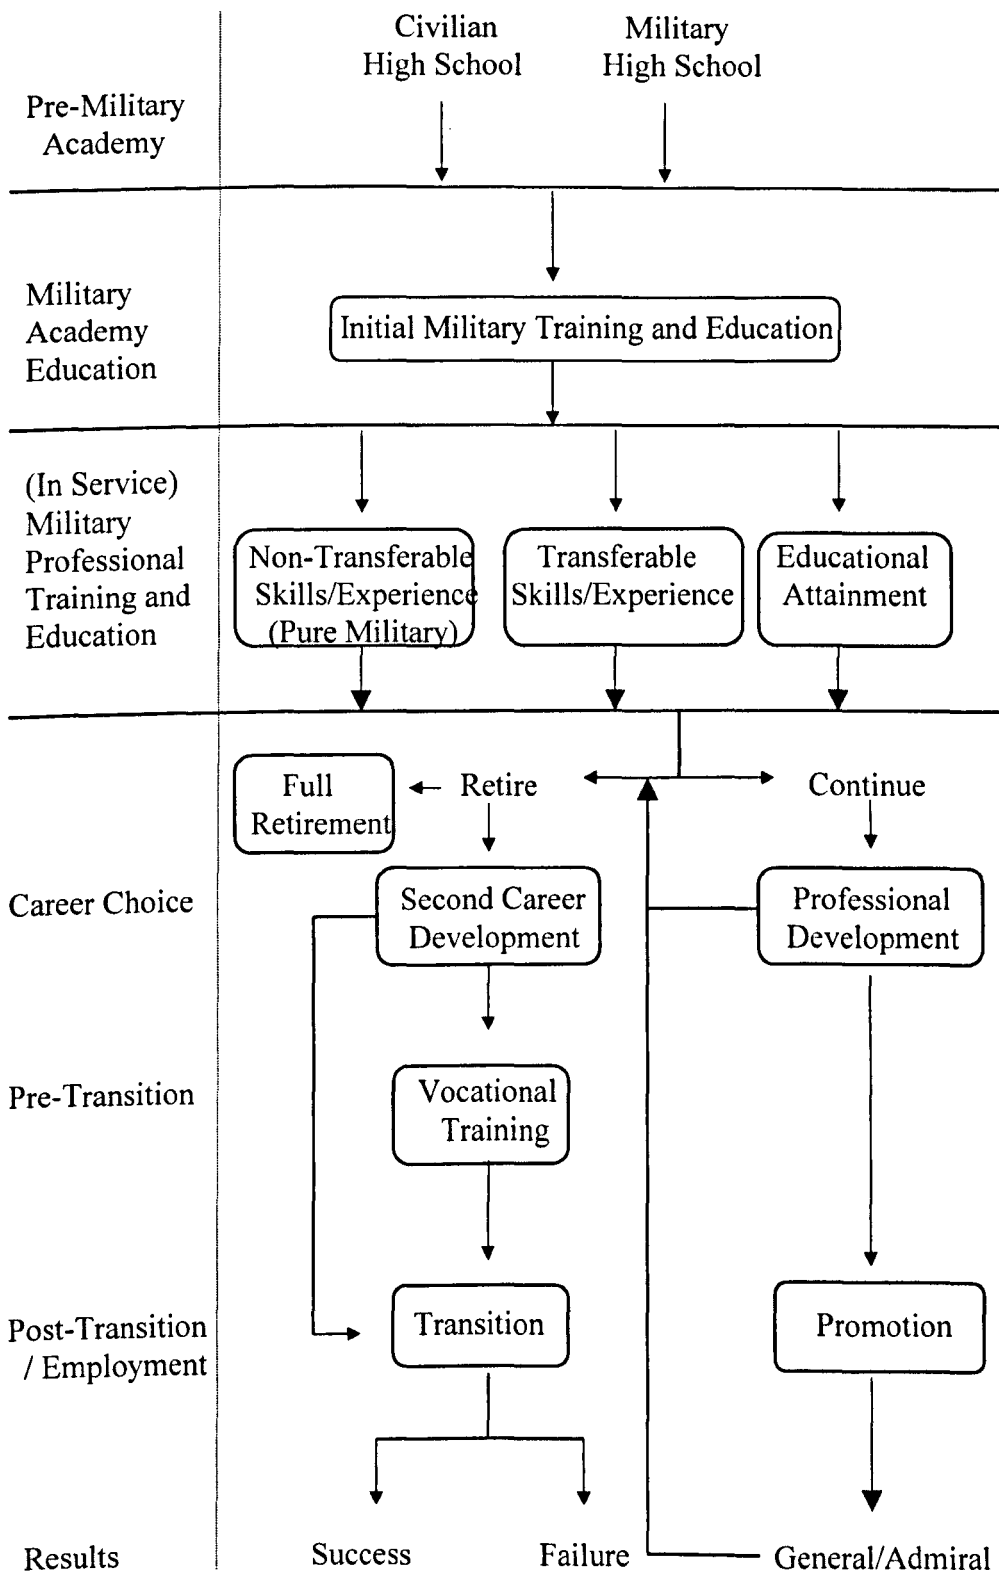 Civilian
High School
Military
High School
Pre-Military
Academy
Military
Academy
Education
Initial Military Training and Education
(In Service)
Military
Professional
Training and
Education
Non-Transferable
Skills/Experience
(Pure Military)
Transferable
Skills/Experience
Educational
Attainment
Full
Retirement
Retire
Continue
Career Choice
Second Career
Development
Professional
Development
Pre-Transition
Vocational
Training
Post-Transition
/ Employment
Transition
Promotion
Results
Success
Failure
General/Admiral